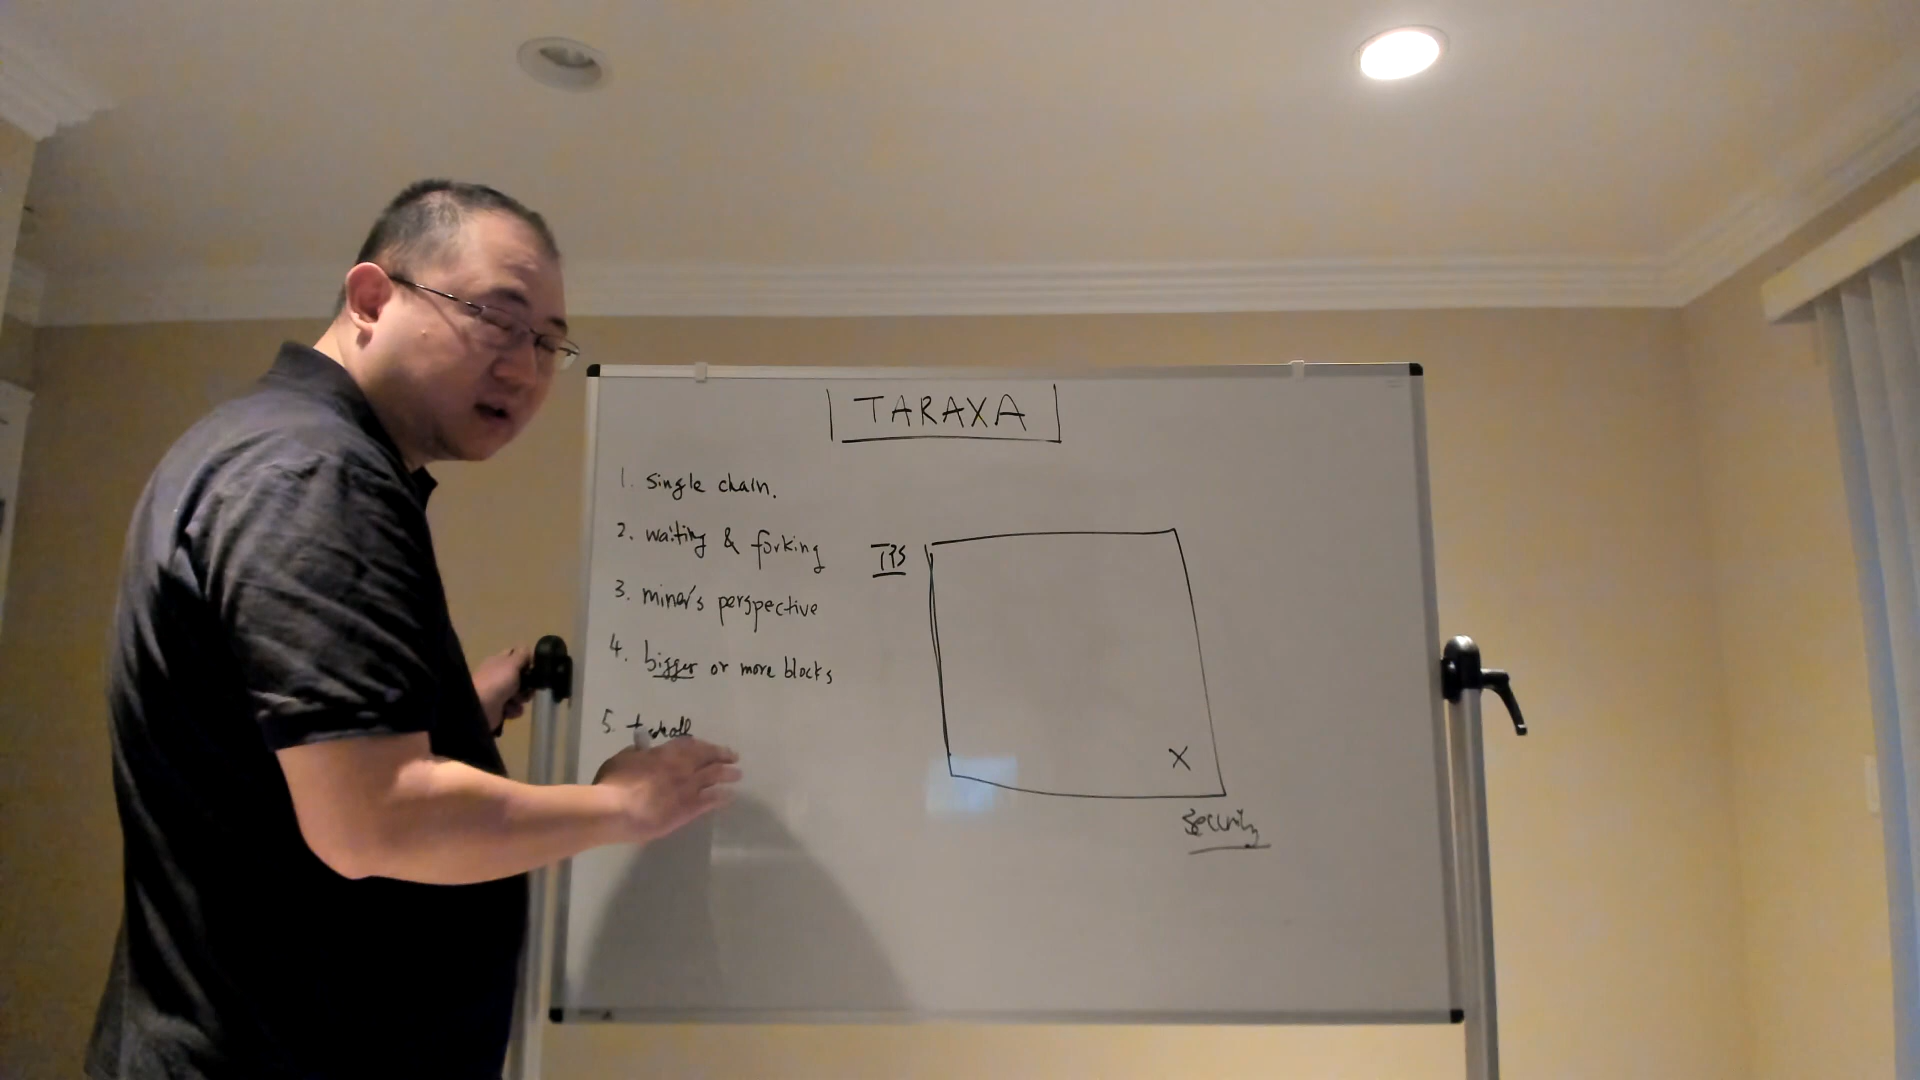 TARAXA
1. single chain.
2. waiting & forking
3. miner's perspective
4. bigger or more blocks
5.
TPS
X
Security